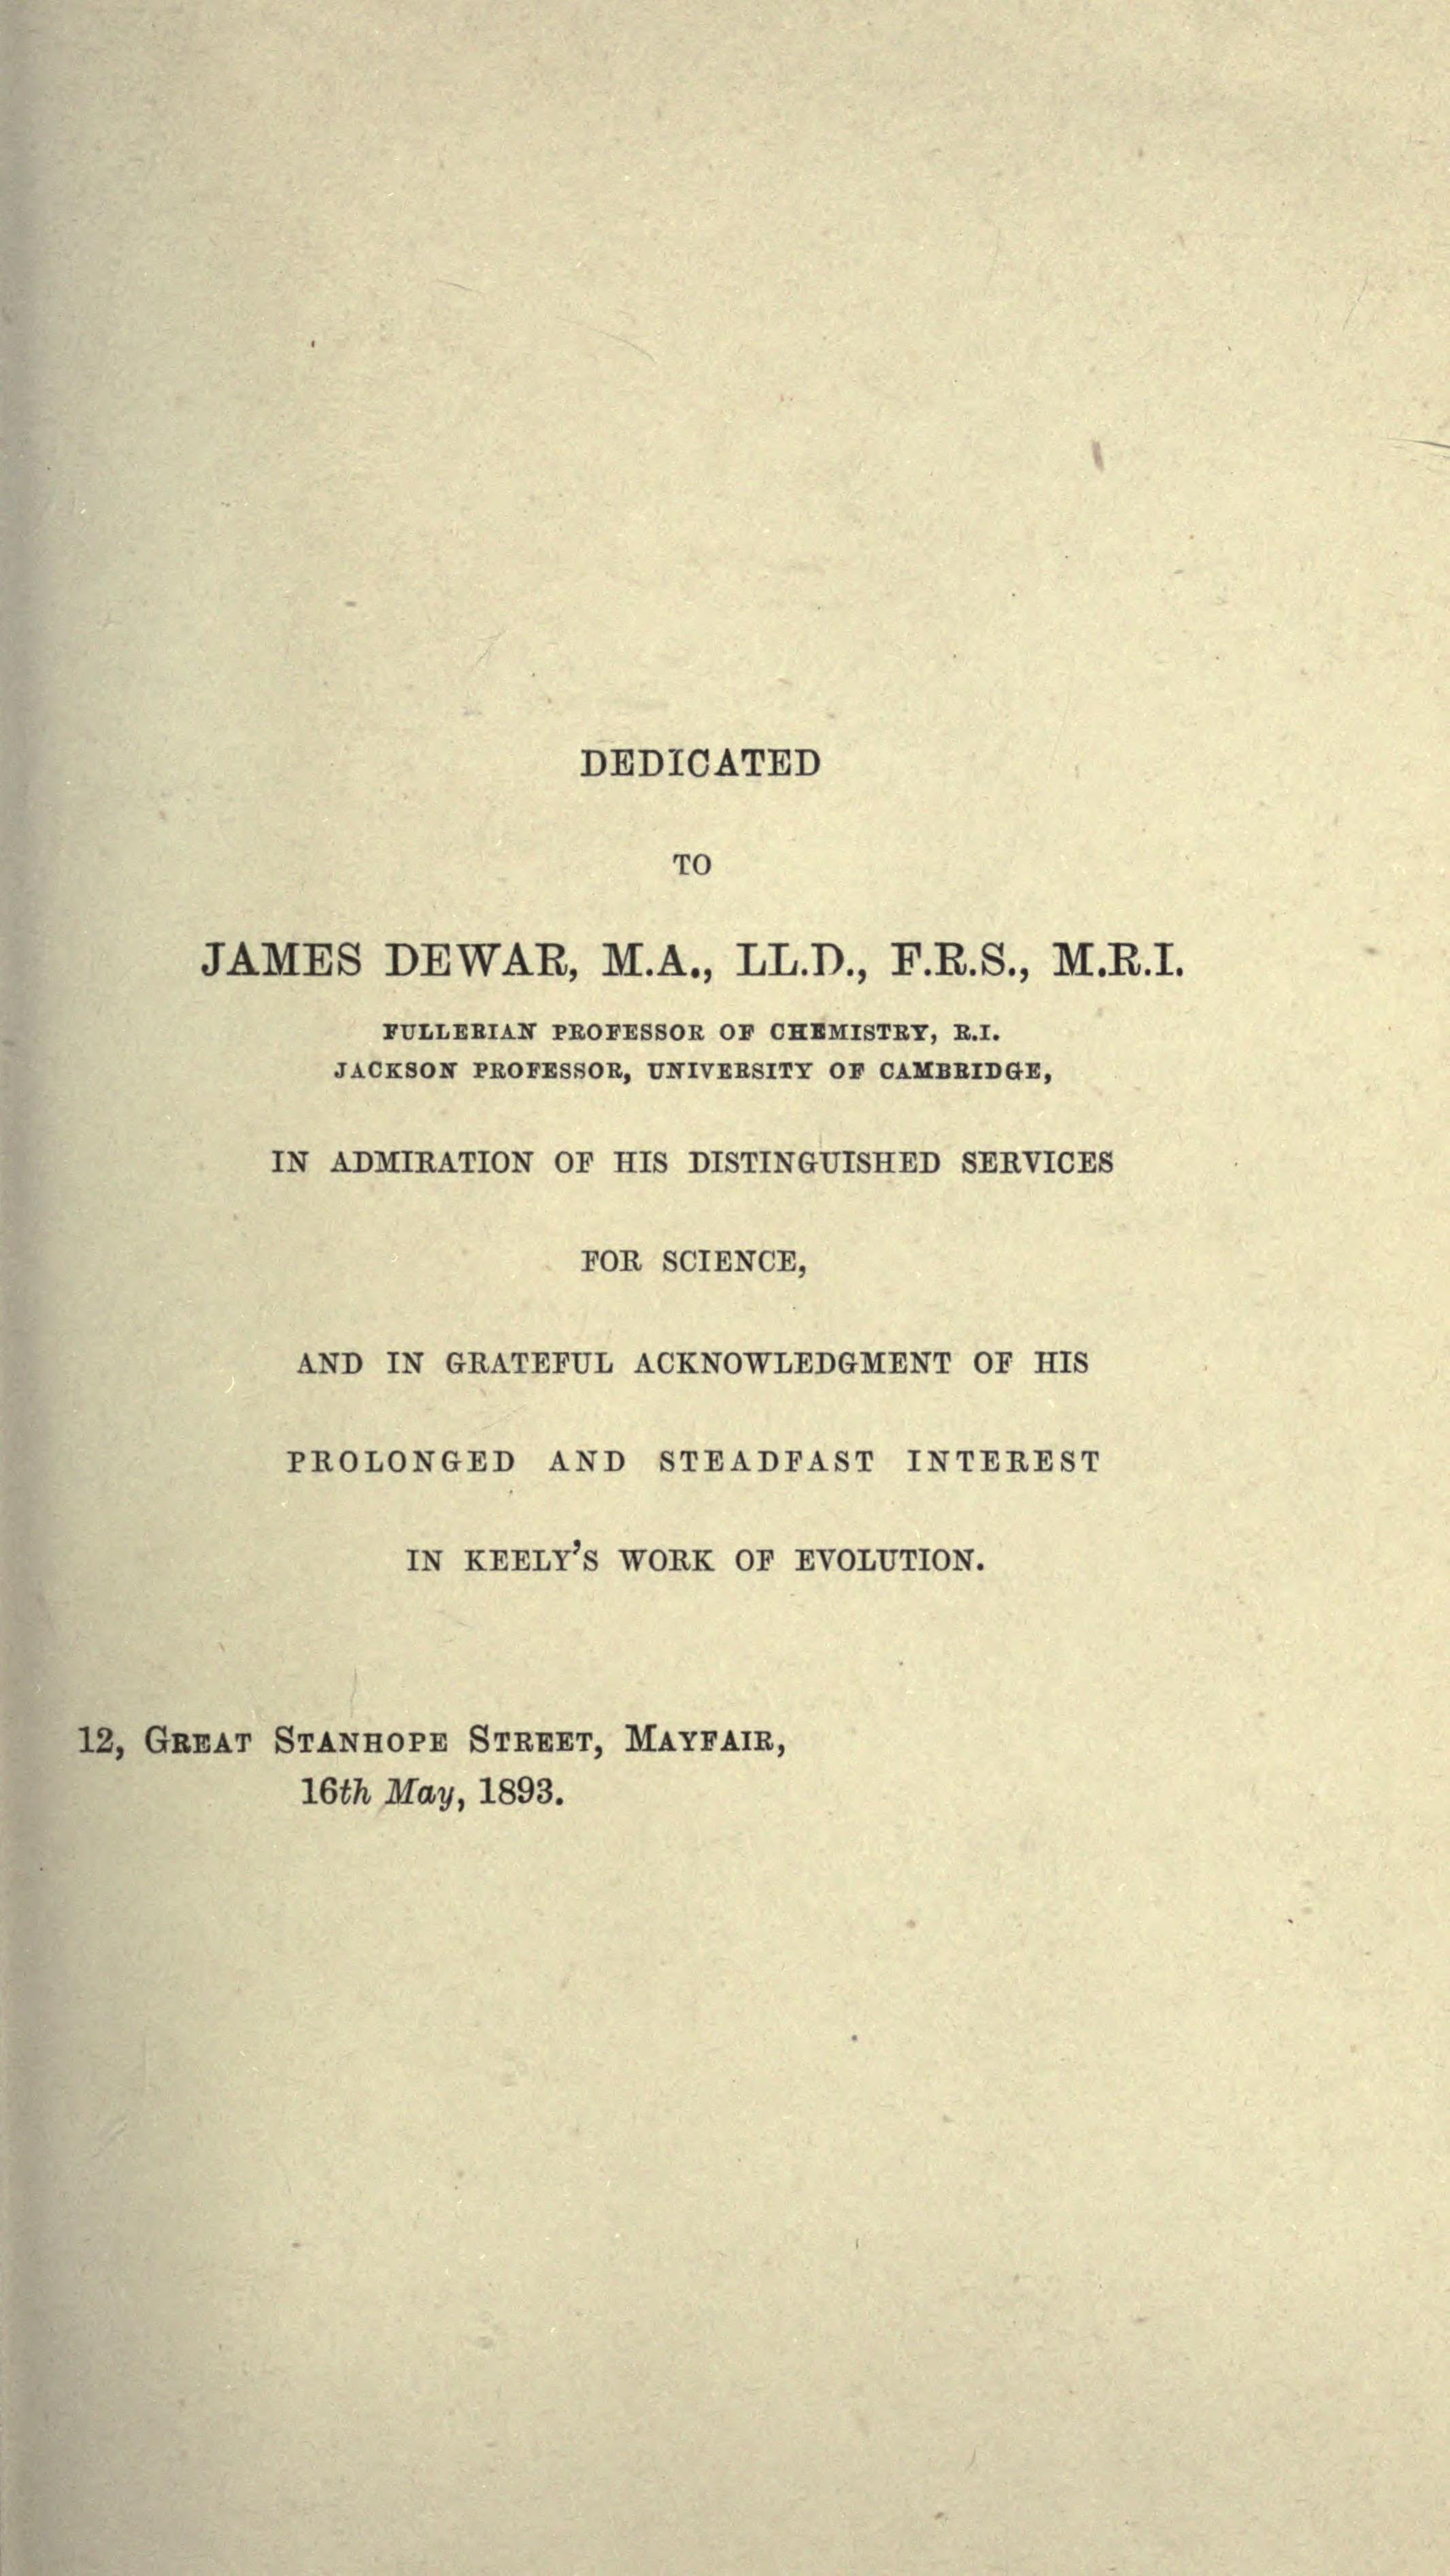 DEDICATED
TO
JAMES DEWAR, M.A., LL.D., F.R.S., M.R.I.
FULLERIAN PROFESSOR OF CHEMISTRY, R.I.
JACKSON PROFESSOR, UNIVERSITY OF CAMBRIDGE,
IN ADMIRATION OF HIS DISTINGUISHED SERVICES
FOR SCIENCE,
AND IN GRATEFUL ACKNOWLEDGMENT OF HIS
PROLONGED AND STEADFAST INTEREST
IN KEELY'S WORK OF EVOLUTION.
12, GREAT STANHOPE STREET, MAYFAIR,
16th May, 1893.